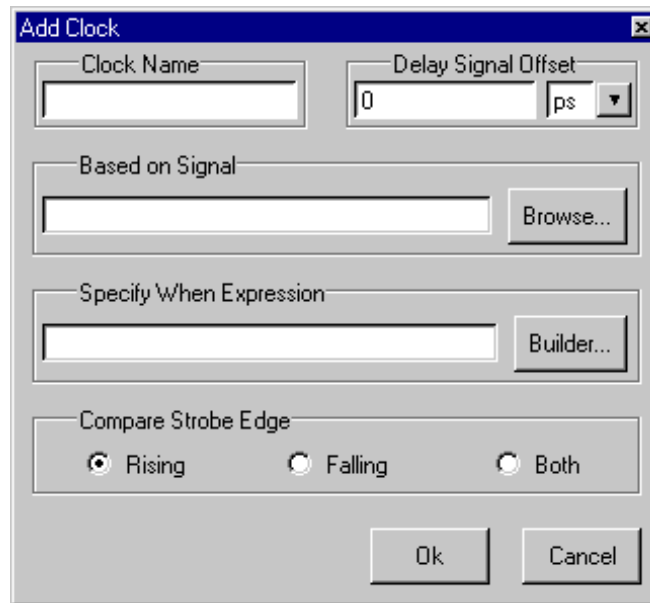 Add Clock
Clock Name
Delay Signal Offset
0
ps
Based on Signal
Browse...
Specify When Expression
Builder...
Compare Strobe Edge
Rising
Falling
Both
Ok
Cancel